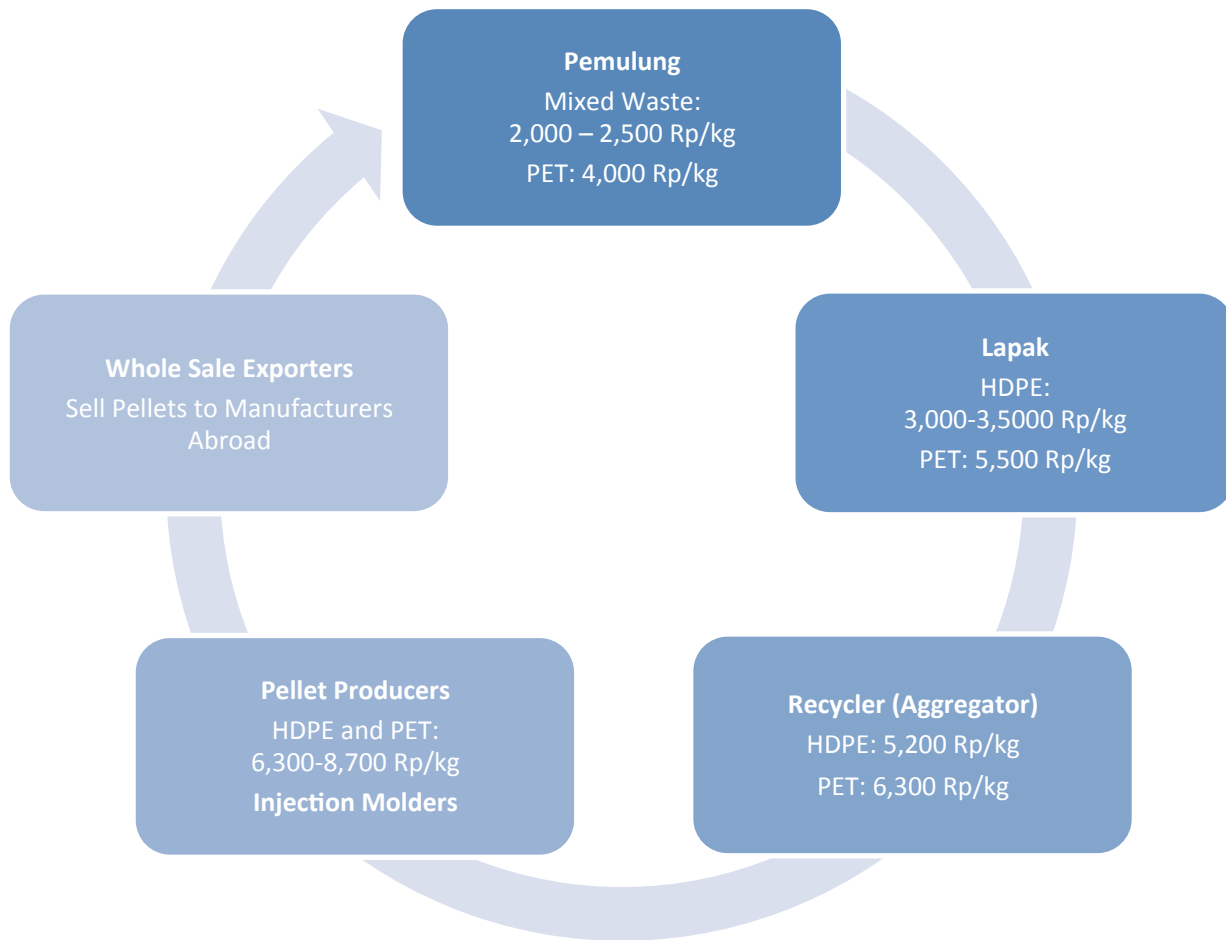 Pemulung
Mixed Waste:
2,000 – 2,500 Rp/kg
PET: 4,000 Rp/kg
Lapak
HDPE:
3,000-3,5000 Rp/kg
PET: 5,500 Rp/kg
Recycler (Aggregator)
HDPE: 5,200 Rp/kg
PET: 6,300 Rp/kg
Pellet Producers
HDPE and PET:
6,300-8,700 Rp/kg
Injection Molders
Whole Sale Exporters
Sell Pellets to Manufacturers
Abroad